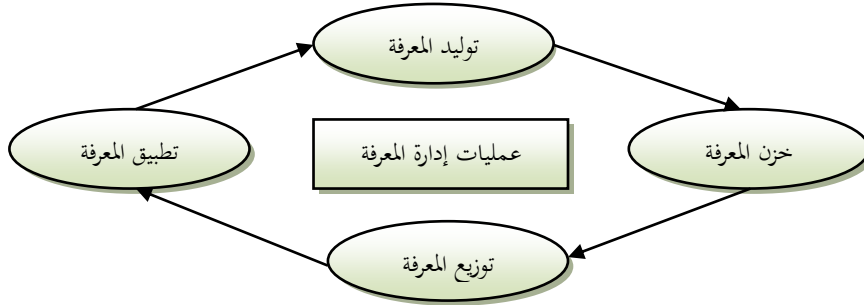 توليد المعرفة
خزن المعرفة
عمليات إدارة المعرفة
تطبيق المعرفة
توزيع المعرفة